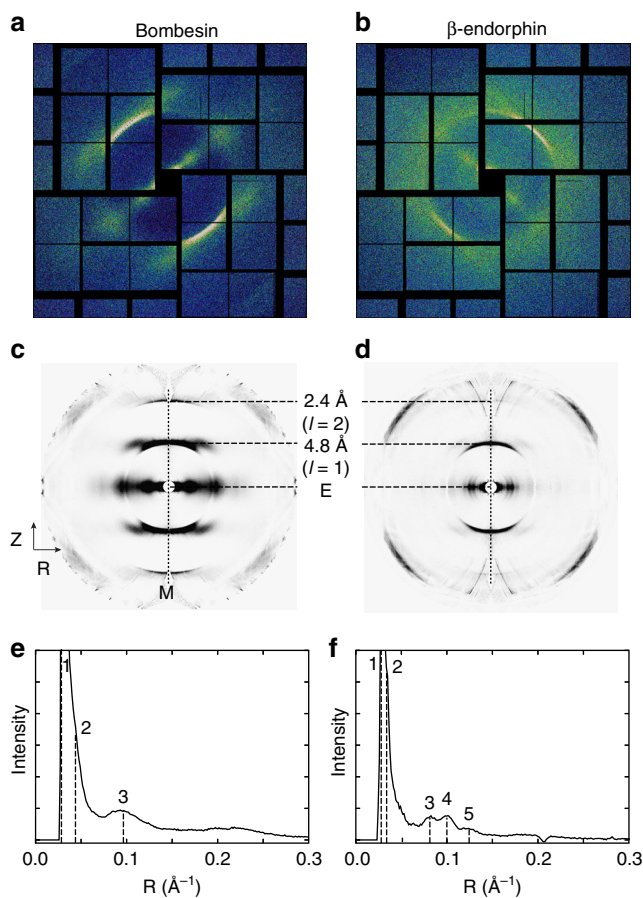 a
Bombesin
b
β-endorphin
c
d
2.4 Å
(l = 2)
4.8 Å
(l = 1)
E
Z
R
M
e
f
Intensity
1
2
3
0.0
0.1
0.2
0.3
R (Å⁻¹)
Intensity
1
2
3
4
5
0.0
0.1
0.2
0.3
R (Å⁻¹)